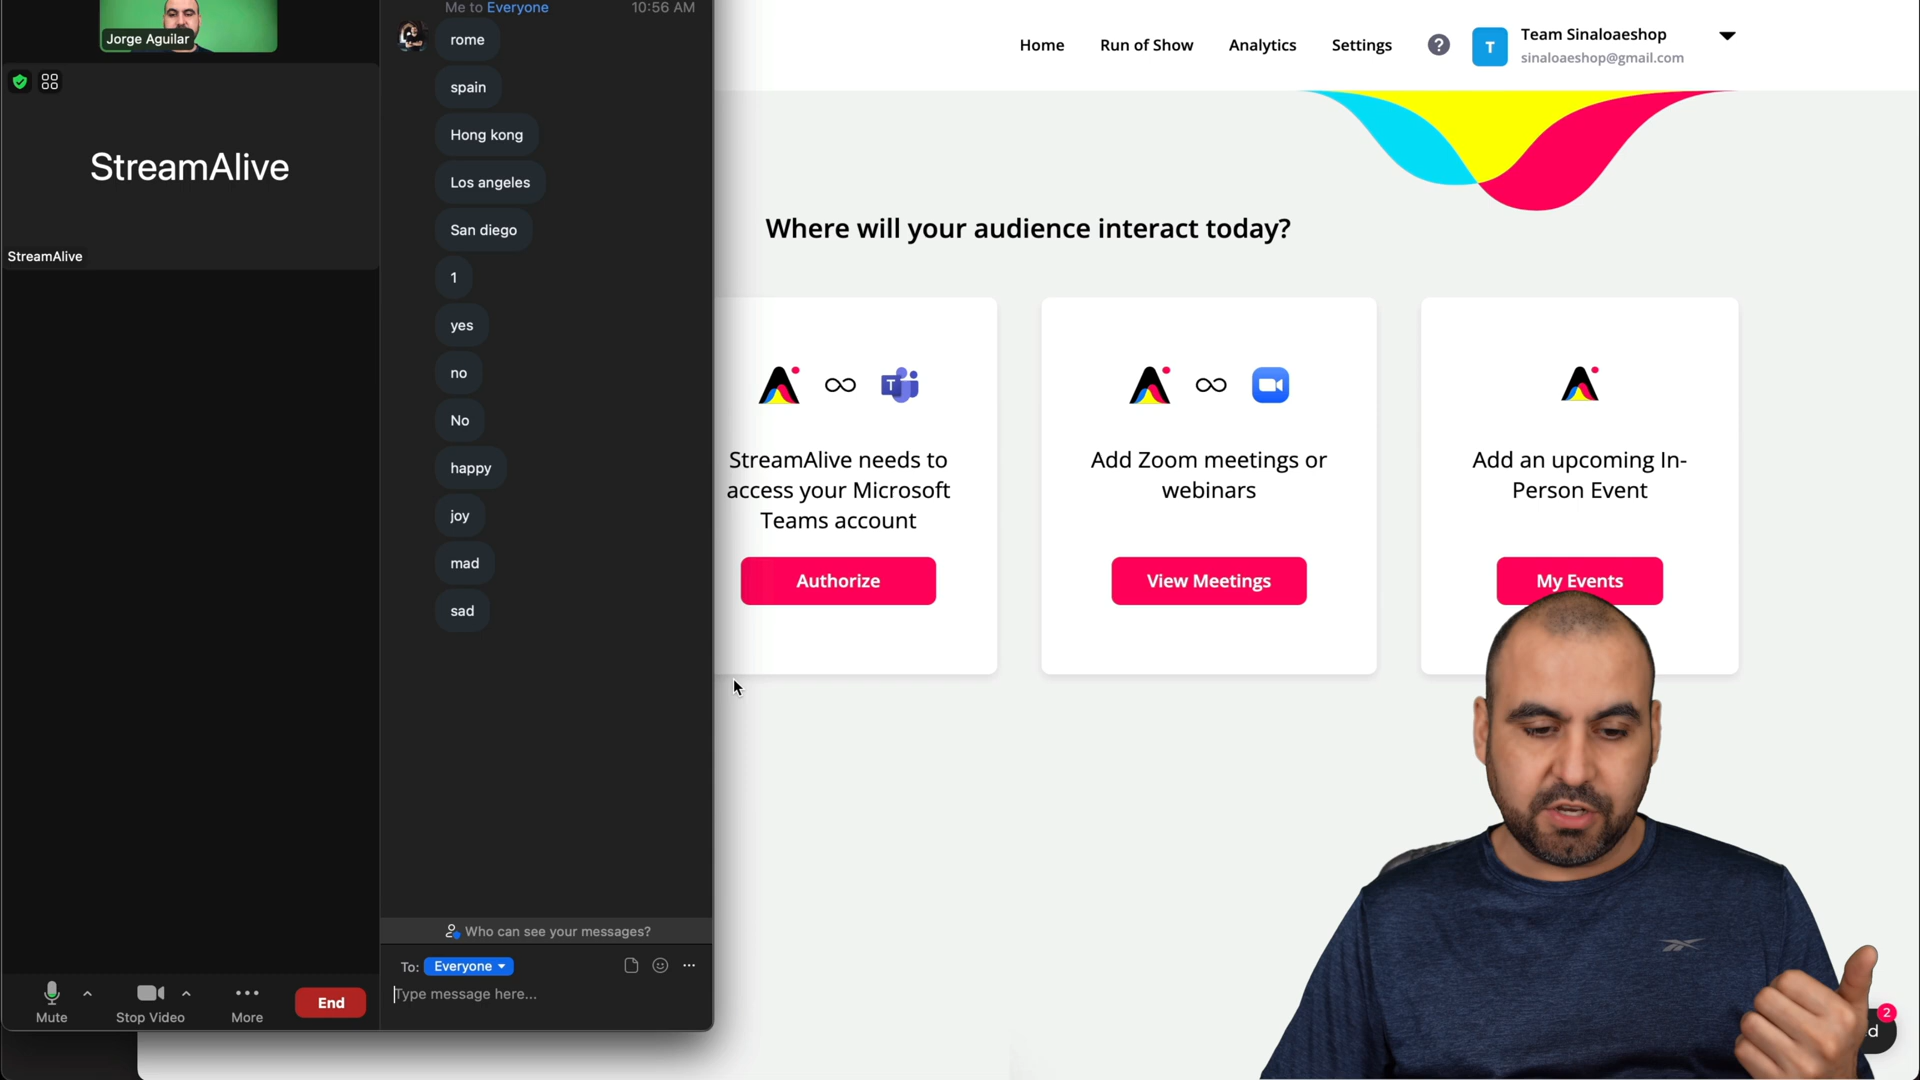 Jorge Aguilar
StreamAlive
StreamAlive
Mute
Stop Video
More
End
Me to Everyone 10:56 AM
rome
spain
Hong kong
Los angeles
San diego
1
yes
no
No
happy
joy
mad
sad
Who can see your messages?
To: Everyone
Type message here...
Home Run of Show Analytics Settings ? T Team Sinaloaeshop
sinaloaeshop@gmail.com
Where will your audience interact today?
T
StreamAlive needs to
access your Microsoft
Teams account
Authorize
Add Zoom meetings or
webinars
View Meetings
Add an upcoming In-
Person Event
My Events
2